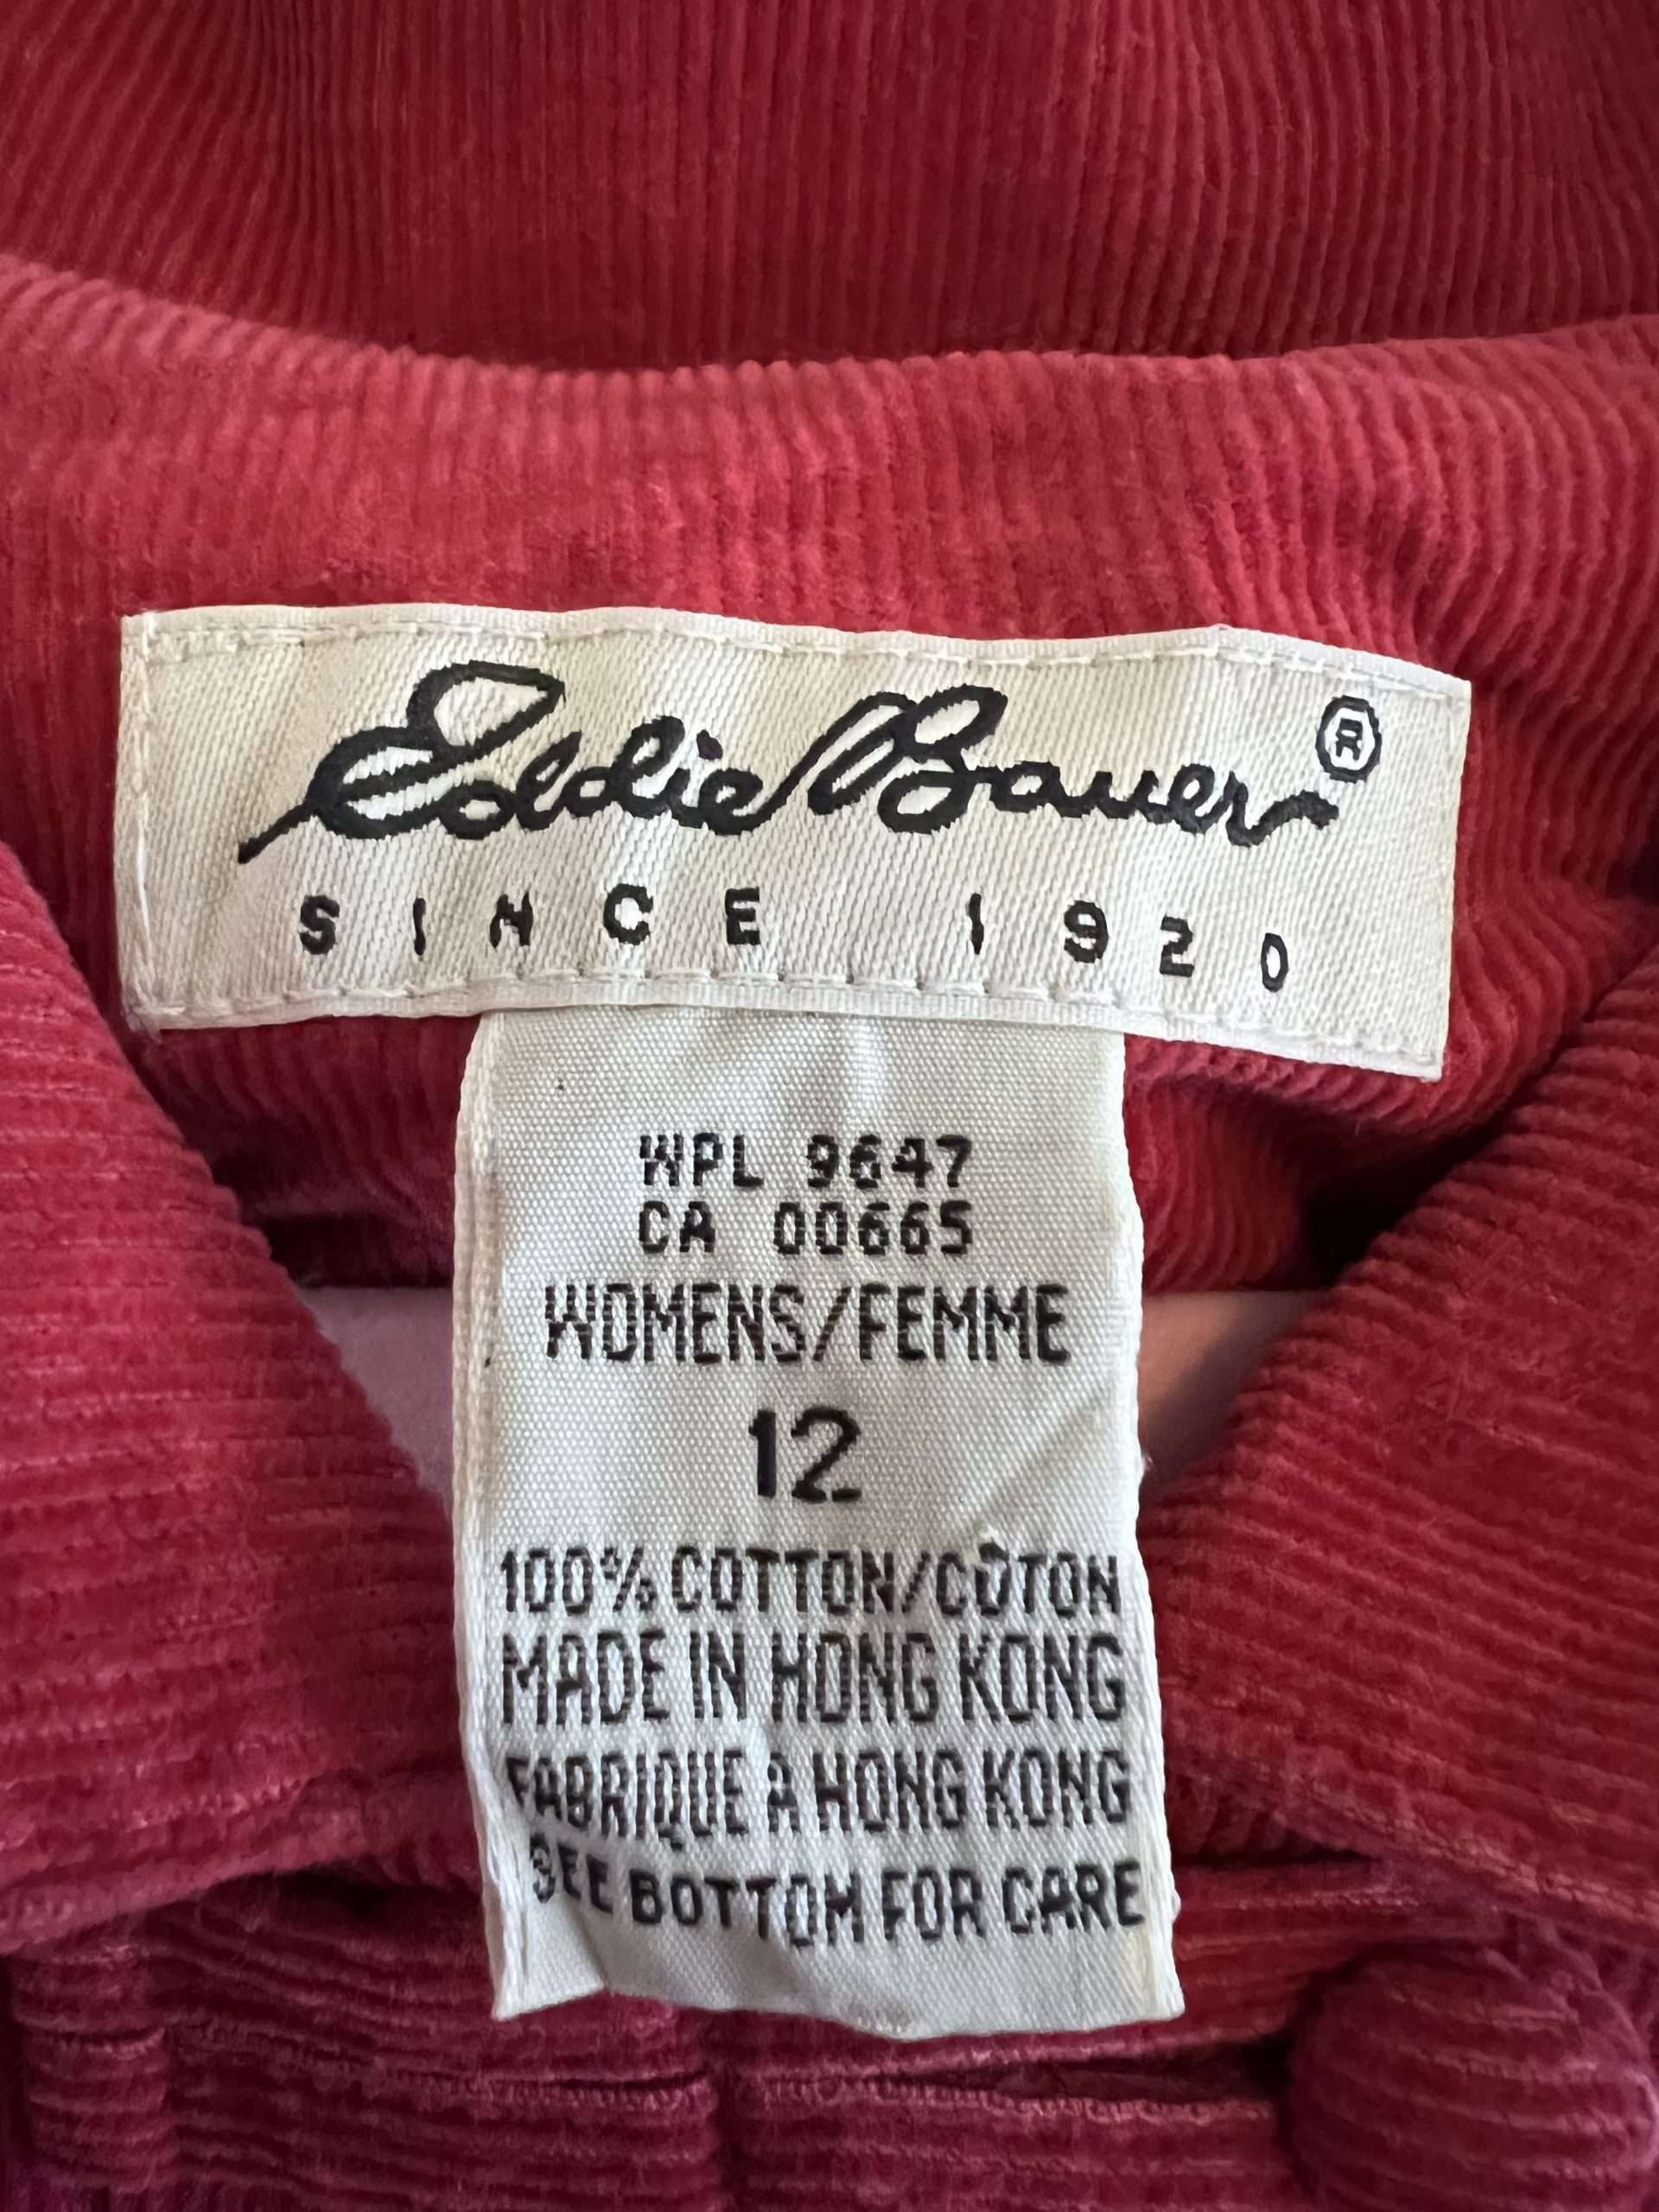 Eddie Bauer ®
SINCE 1920
WPL 9647
CA 00665
WOMENS/FEMME
12
100% COTTON/COTON
MADE IN HONG KONG
FABRIQUE A HONG KONG
SEE BOTTOM FOR CARE